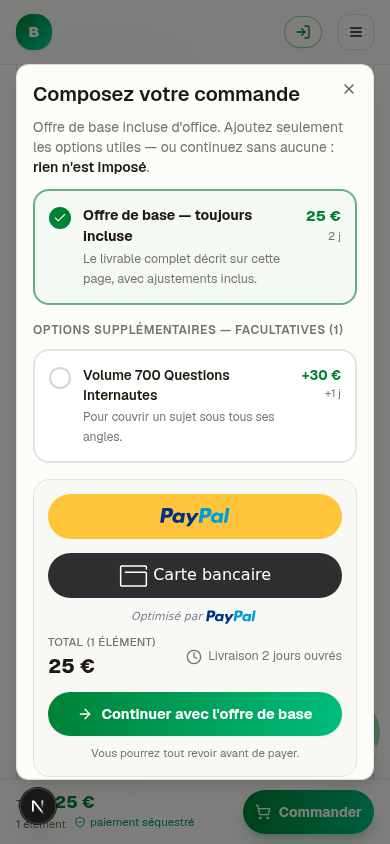 B
Composez votre commande
Offre de base incluse d'office. Ajoutez seulement
les options utiles — ou continuez sans aucune :
rien n'est imposé.
Offre de base — toujours
incluse
25 €
2 j
Le livrable complet décrit sur cette
page, avec ajustements inclus.
OPTIONS SUPPLÉMENTAIRES — FACULTATIVES (1)
Volume 700 Questions
Internautes
+30 €
+1 j
Pour couvrir un sujet sous tous ses
angles.
PayPal
Carte bancaire
Optimisé par PayPal
TOTAL (1 ÉLÉMENT)
25 €
Livraison 2 jours ouvrés
Continuer avec l'offre de base
Vous pourrez tout revoir avant de payer.
25 €
1 élément
paiement séquestré
N
Commander